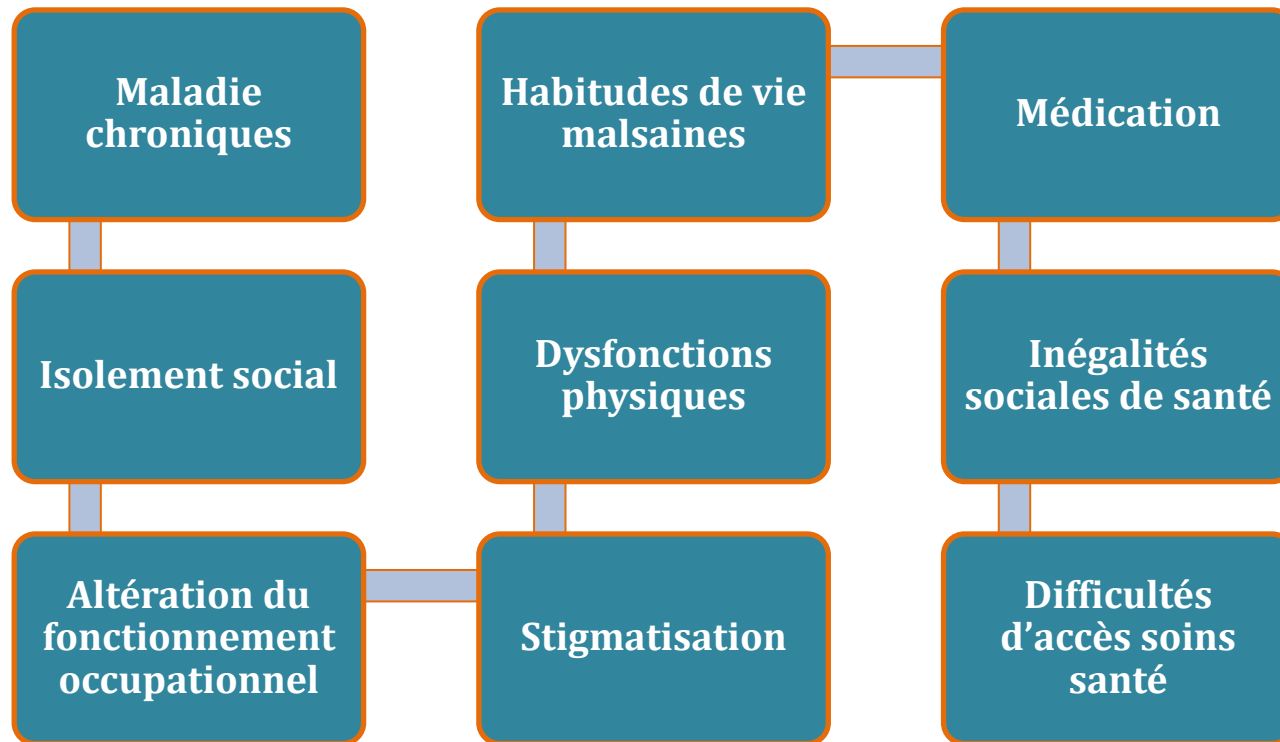 Maladie
chroniques
Isolement social
Altération du
fonctionnement
occupationnel
Stigmatisation
Dysfonctions
physiques
Habitudes de vie
malsaines
Médication
Inégalités
sociales de santé
Difficultés
d’accès soins
santé